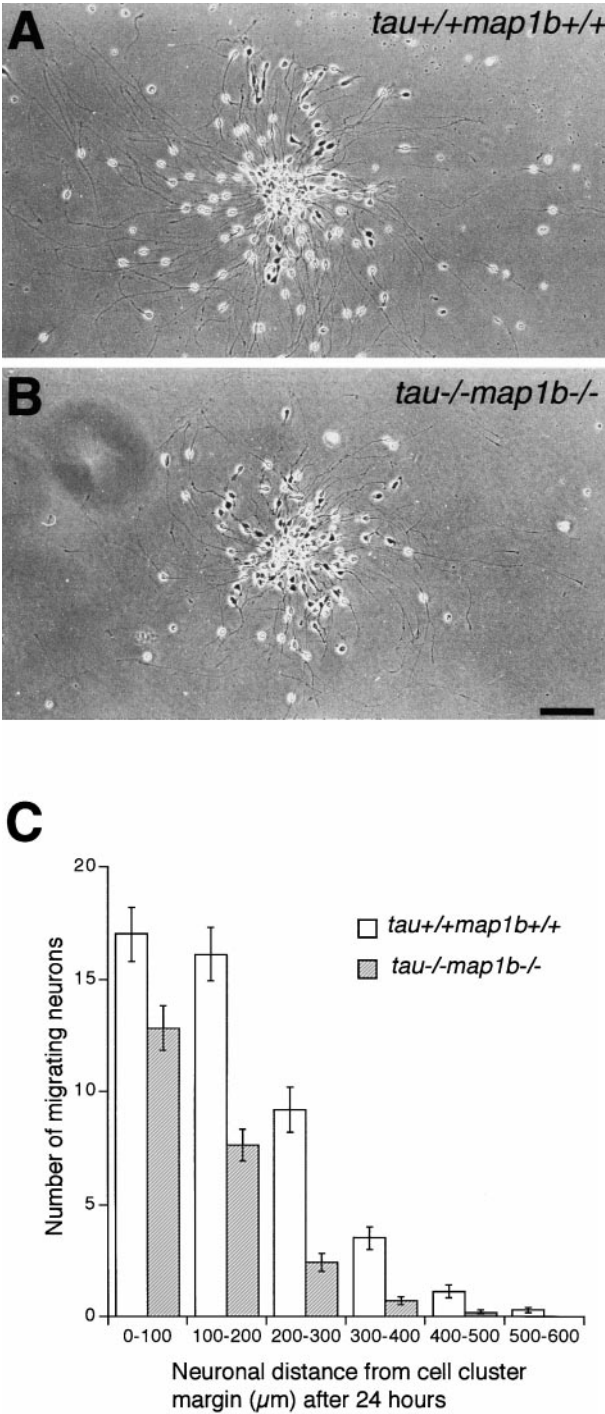 A
tau+/+map1b+/+
B
tau-/-map1b-/-
C
20
15
10
5
0
Number of migrating neurons
tau+/+map1b+/+
tau-/-map1b-/-
0-100 100-200 200-300 300-400 400-500 500-600
Neuronal distance from cell cluster
margin (µm) after 24 hours